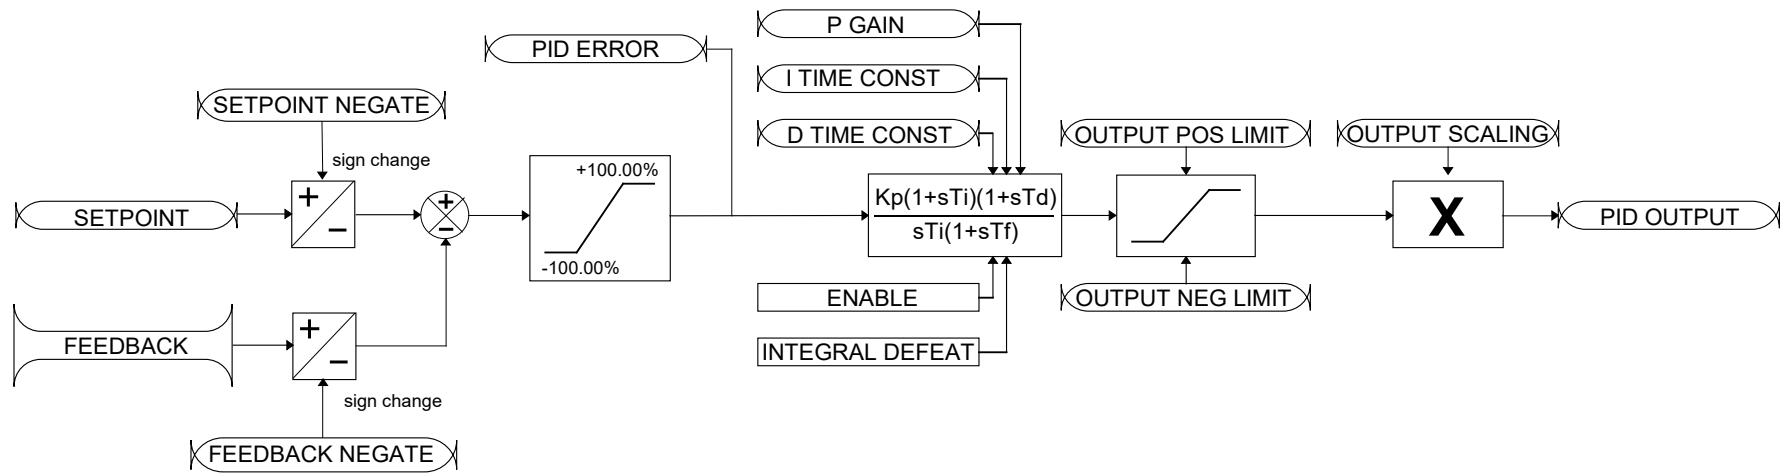 P GAIN
PID ERROR
I TIME CONST
SETPOINT NEGATE
D TIME CONST
OUTPUT POS LIMIT
OUTPUT SCALING
sign change
+100.00%
+
−
SETPOINT
+
−
Kp(1+sTi)(1+sTd)
sTi(1+sTf)
X
PID OUTPUT
-100.00%
ENABLE
OUTPUT NEG LIMIT
FEEDBACK
+
−
INTEGRAL DEFEAT
sign change
FEEDBACK NEGATE